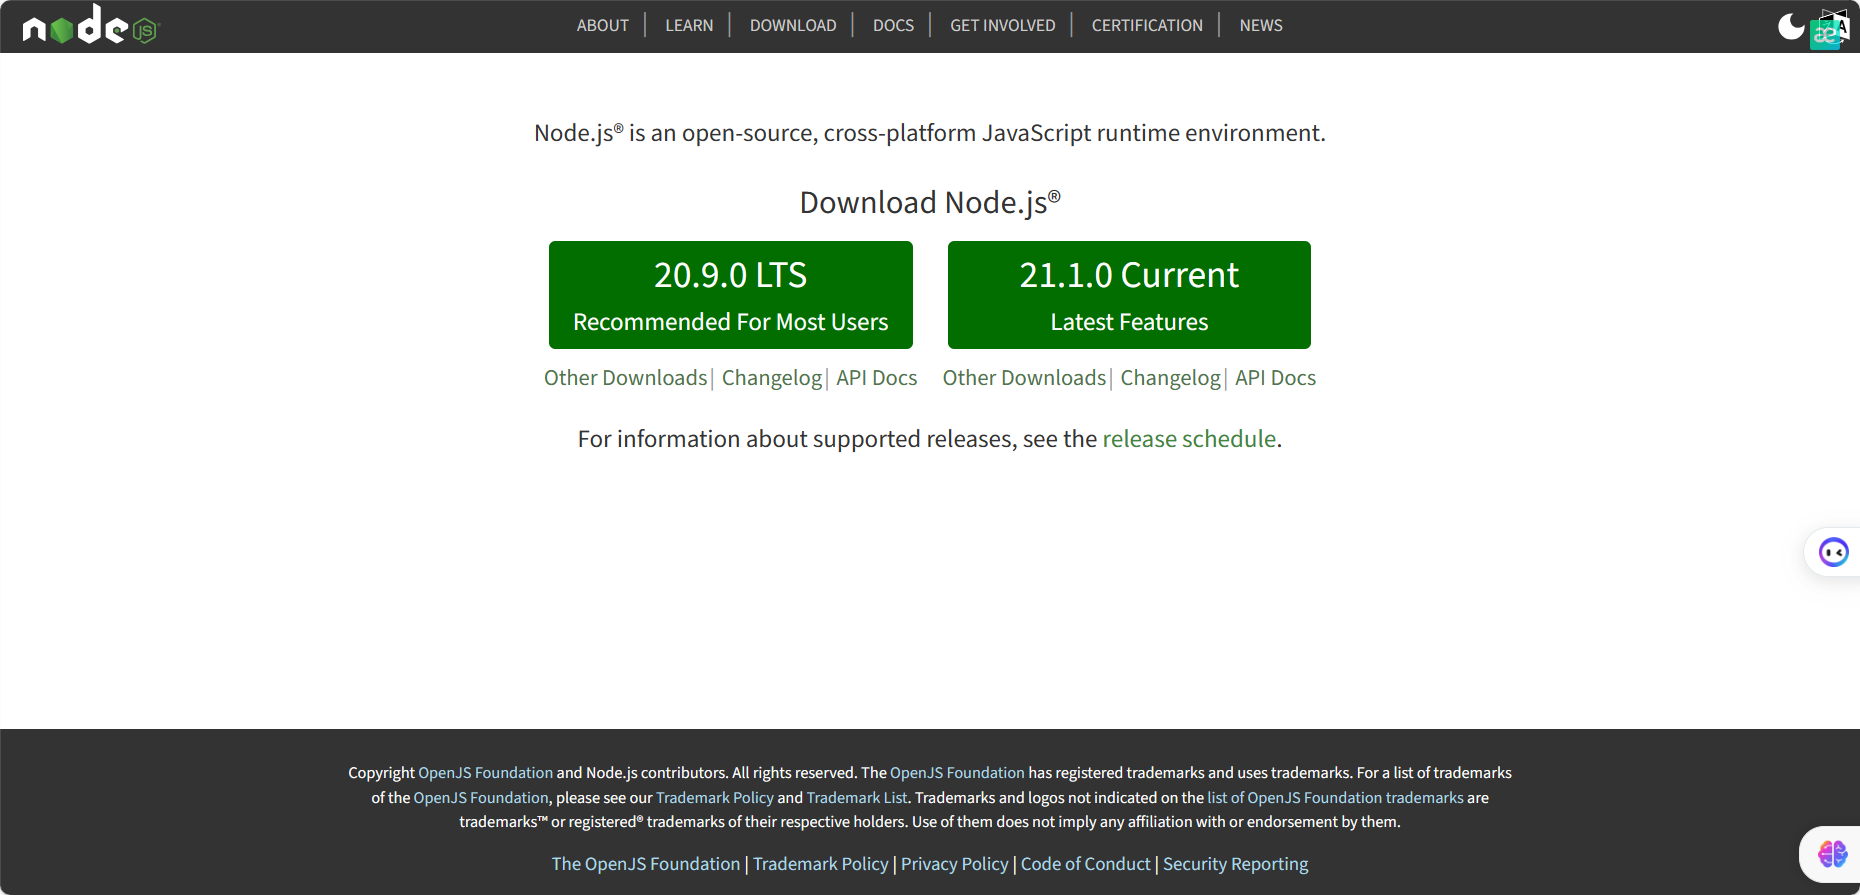 node JS
ABOUT | LEARN | DOWNLOAD | DOCS | GET INVOLVED | CERTIFICATION | NEWS
æ A
Node.js® is an open-source, cross-platform JavaScript runtime environment.
Download Node.js®
20.9.0 LTS
Recommended For Most Users
Other Downloads | Changelog | API Docs
21.1.0 Current
Latest Features
Other Downloads | Changelog | API Docs
For information about supported releases, see the release schedule.
Copyright OpenJS Foundation and Node.js contributors. All rights reserved. The OpenJS Foundation has registered trademarks and uses trademarks. For a list of trademarks
of the OpenJS Foundation, please see our Trademark Policy and Trademark List. Trademarks and logos not indicated on the list of OpenJS Foundation trademarks are
trademarks™ or registered® trademarks of their respective holders. Use of them does not imply any affiliation with or endorsement by them.
The OpenJS Foundation | Trademark Policy | Privacy Policy | Code of Conduct | Security Reporting